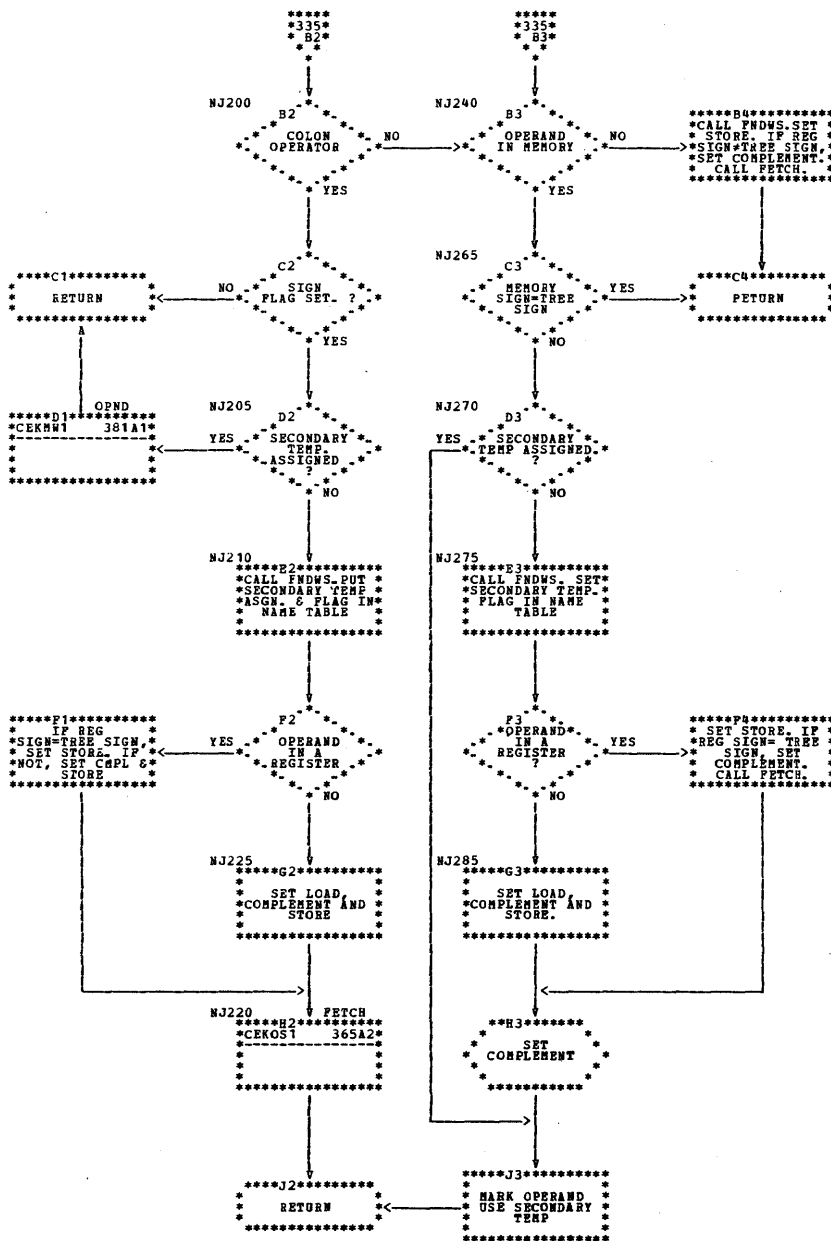 335
B2
335
B3
NJ200
B2
COLON
OPERATOR
NO
YES
NJ240
B3
OPERAND
IN MEMORY
NO
YES
B4
CALL FNDWS.SET
STORE. IF REG
SIGN≠TREE SIGN,
SET COMPLEMENT.
CALL FETCH.
C1
RETURN
NO
C2
SIGN
FLAG SET. ?
YES
NJ265
C3
MEMORY
SIGN=TREE
SIGN
YES
NO
C4
PETURN
OPND
D1
CEKMW1 381A1
YES
NJ205
D2
SECONDARY
TEMP.
ASSIGNED
?
NO
NJ270
YES
D3
SECONDARY
TEMP ASSIGNED
?
NO
NJ210
E2
CALL FNDWS.PUT
SECONDARY TEMP
ASGN. & FLAG IN
NAME TABLE
NJ275
E3
CALL FNDWS. SET
SECONDARY TEMP.
FLAG IN NAME
TABLE
F1
IF REG
SIGN=TREE SIGN,
SET STORE. IF
NOT, SET CMPL &
STORE
YES
F2
OPERAND
IN A
REGISTER
NO
F3
OPERAND
IN A
REGISTER
?
YES
NO
F4
SET STORE. IF
REG SIGN= TREE
SIGN, SET
COMPLEMENT.
CALL FETCH.
NJ225
G2
SET LOAD,
COMPLEMENT AND
STORE
NJ285
G3
SET LOAD,
COMPLEMENT AND
STORE.
NJ220
FETCH
H2
CEKOS1 365A2
H3
SET
COMPLEMENT
J2
RETURN
J3
MARK OPERAND
USE SECONDARY
TEMP